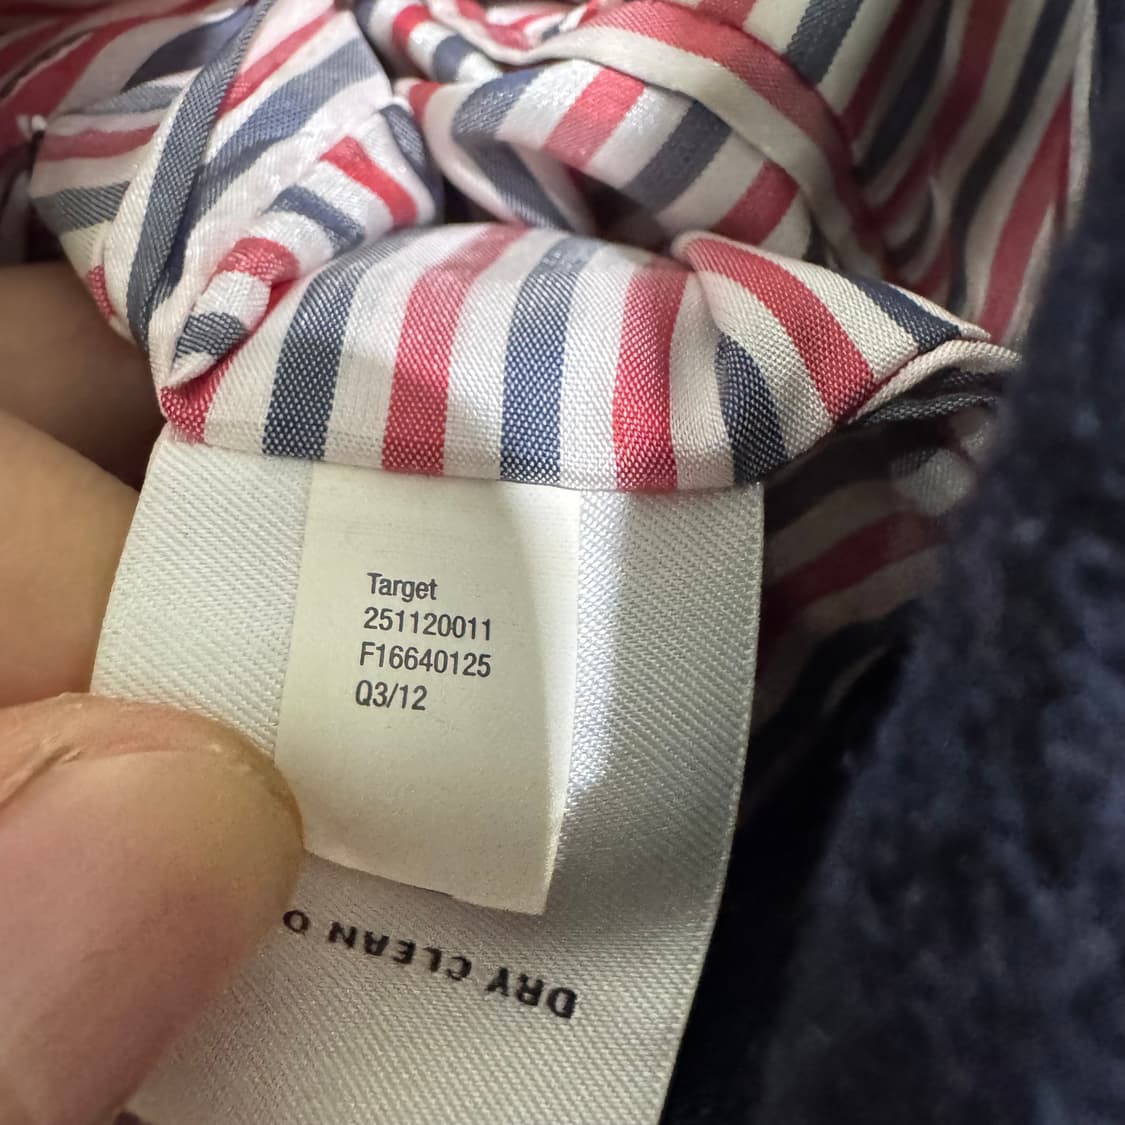 Target
251120011
F16640125
Q3/12
DRY CLEAN O